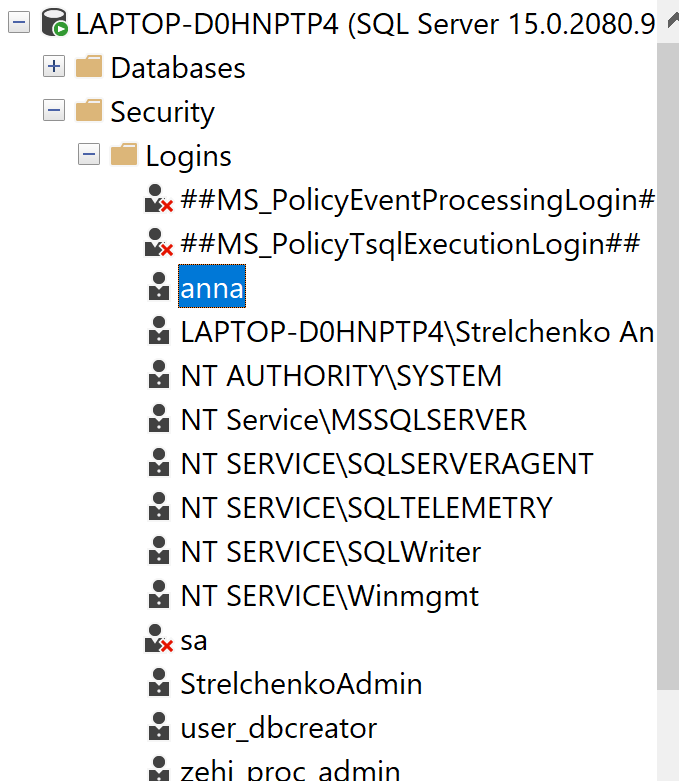 LAPTOP-D0HNPTP4 (SQL Server 15.0.2080.9
Databases
Security
Logins
##MS_PolicyEventProcessingLogin#
##MS_PolicyTsqlExecutionLogin##
anna
LAPTOP-D0HNPTP4\Strelchenko An
NT AUTHORITY\SYSTEM
NT Service\MSSQLSERVER
NT SERVICE\SQLSERVERAGENT
NT SERVICE\SQLTELEMETRY
NT SERVICE\SQLWriter
NT SERVICE\Winmgmt
sa
StrelchenkoAdmin
user_dbcreator
zehi_proc_admin